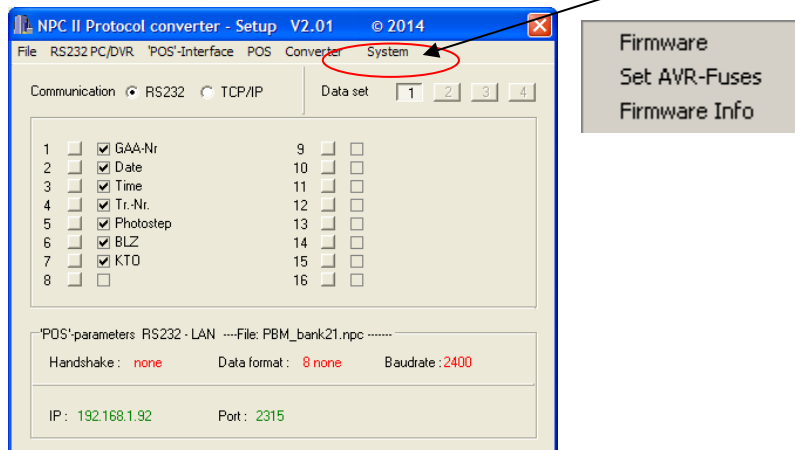 NPC II Protocol converter - Setup V2.01 © 2014
File RS232 PC/DVR 'POS'-Interface POS Converter System
Communication RS232 TCP/IP Data set 1 2 3 4
1 GAA-Nr 9
2 Date 10
3 Time 11
4 Tr.-Nr. 12
5 Photostep 13
6 BLZ 14
7 KTO 15
8 16
'POS'-parameters RS232 - LAN ----File: PBM_bank21.npc -------
Handshake : none Data format : 8 none Baudrate : 2400
IP : 192.168.1.92 Port : 2315
Firmware
Set AVR-Fuses
Firmware Info